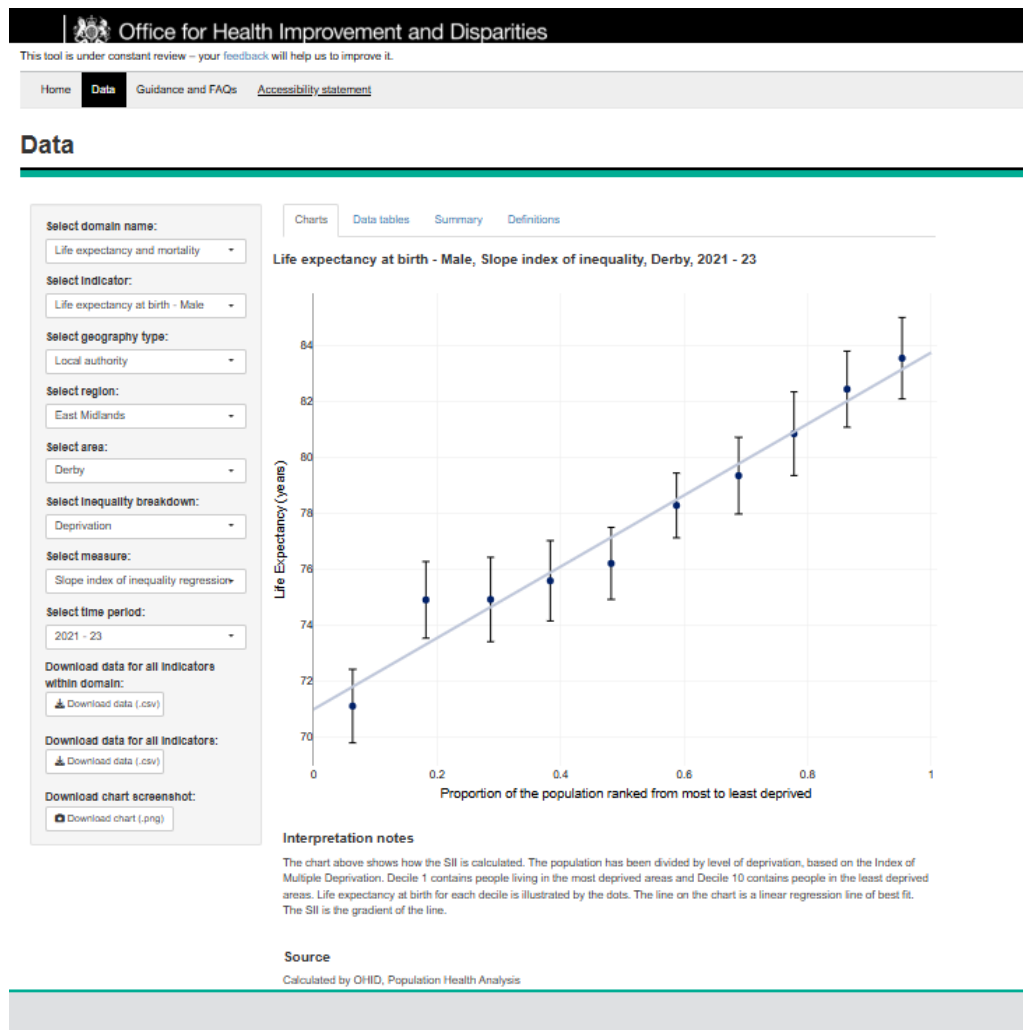 Office for Health Improvement and Disparities
This tool is under constant review – your feedback will help us to improve it.
Home Data Guidance and FAQs Accessibility statement
Data
Select domain name:
Life expectancy and mortality
Select indicator:
Life expectancy at birth - Male
Select geography type:
Local authority
Select region:
East Midlands
Select area:
Derby
Select inequality breakdown:
Deprivation
Select measure:
Slope index of inequality regression
Select time period:
2021 - 23
Download data for all indicators
within domain:
Download data (.csv)
Download data for all indicators:
Download data (.csv)
Download chart screenshot:
Download chart (.png)
Charts Data tables Summary Definitions
Life expectancy at birth - Male, Slope index of inequality, Derby, 2021 - 23
Life Expectancy (years)
84
82
80
78
76
74
72
70
0 0.2 0.4 0.6 0.8 1
Proportion of the population ranked from most to least deprived
Interpretation notes
The chart above shows how the SII is calculated. The population has been divided by level of deprivation, based on the Index of
Multiple Deprivation. Decile 1 contains people living in the most deprived areas and Decile 10 contains people in the least deprived
areas. Life expectancy at birth for each decile is illustrated by the dots. The line on the chart is a linear regression line of best fit.
The SII is the gradient of the line.
Source
Calculated by OHID, Population Health Analysis